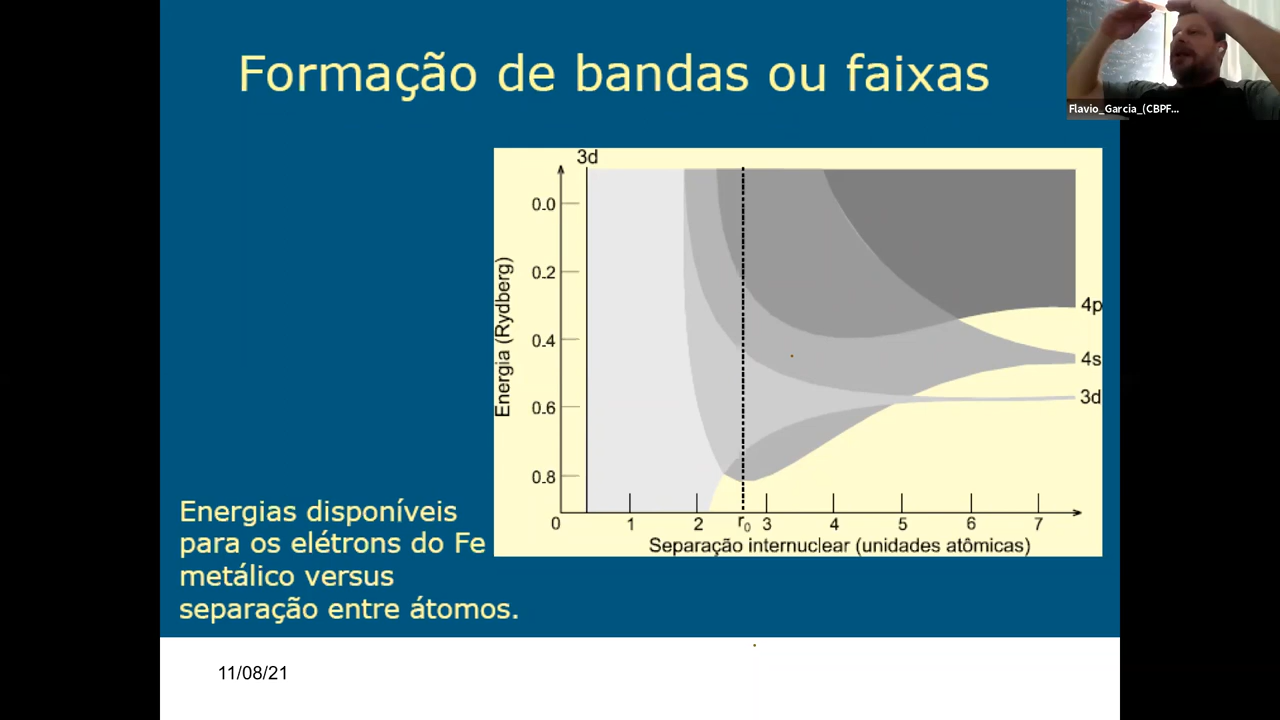 Formação de bandas ou faixas
Flavio_Garcia_(CBPF...
3d
0.0
0.2
0.4
0.6
0.8
Energia (Rydberg)
4p
4s
3d
0 1 2 r0 3 4 5 6 7
Separação internuclear (unidades atômicas)
Energias disponíveis
para os elétrons do Fe
metálico versus
separação entre átomos.
11/08/21